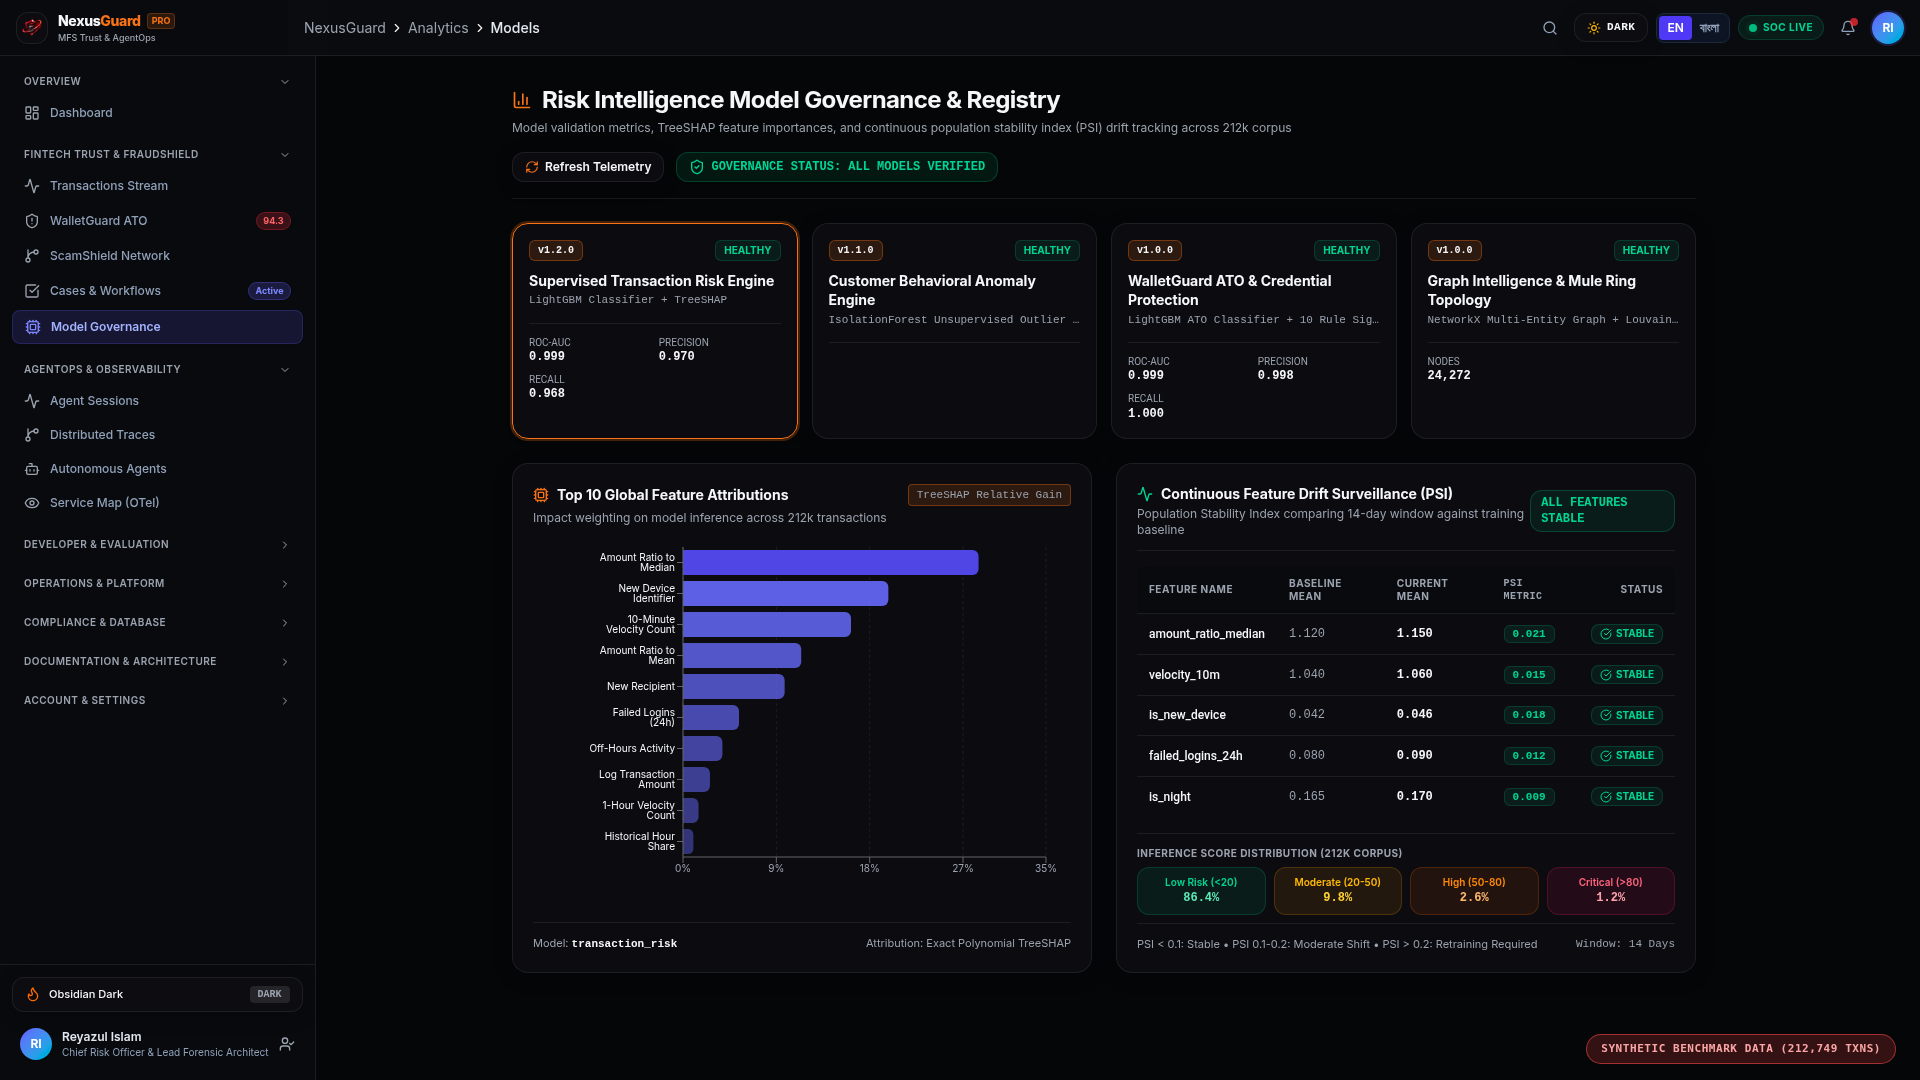 NexusGuard PRO
MFS Trust & AgentOps
NexusGuard > Analytics > Models
DARK
EN বাংলা
SOC LIVE
RI
OVERVIEW
Dashboard
FINTECH TRUST & FRAUDSHIELD
Transactions Stream
WalletGuard ATO 94.3
ScamShield Network
Cases & Workflows Active
Model Governance
AGENTOPS & OBSERVABILITY
Agent Sessions
Distributed Traces
Autonomous Agents
Service Map (OTel)
DEVELOPER & EVALUATION
OPERATIONS & PLATFORM
COMPLIANCE & DATABASE
DOCUMENTATION & ARCHITECTURE
ACCOUNT & SETTINGS
Obsidian Dark DARK
RI Reyazul Islam
Chief Risk Officer & Lead Forensic Architect
Risk Intelligence Model Governance & Registry
Model validation metrics, TreeSHAP feature importances, and continuous population stability index (PSI) drift tracking across 212k corpus
Refresh Telemetry
GOVERNANCE STATUS: ALL MODELS VERIFIED
v1.2.0 HEALTHY
Supervised Transaction Risk Engine
LightGBM Classifier + TreeSHAP
ROC-AUC PRECISION
0.999 0.970
RECALL
0.968
v1.1.0 HEALTHY
Customer Behavioral Anomaly
Engine
IsolationForest Unsupervised Outlier …
v1.0.0 HEALTHY
WalletGuard ATO & Credential
Protection
LightGBM ATO Classifier + 10 Rule Sig…
ROC-AUC PRECISION
0.999 0.998
RECALL
1.000
v1.0.0 HEALTHY
Graph Intelligence & Mule Ring
Topology
NetworkX Multi-Entity Graph + Louvain…
NODES
24,272
Top 10 Global Feature Attributions
TreeSHAP Relative Gain
Impact weighting on model inference across 212k transactions
Amount Ratio to
Median
New Device
Identifier
10-Minute
Velocity Count
Amount Ratio to
Mean
New Recipient
Failed Logins
(24h)
Off-Hours Activity
Log Transaction
Amount
1-Hour Velocity
Count
Historical Hour
Share
0% 9% 18% 27% 35%
Model: transaction_risk
Attribution: Exact Polynomial TreeSHAP
Continuous Feature Drift Surveillance (PSI)
Population Stability Index comparing 14-day window against training
baseline
ALL FEATURES
STABLE
FEATURE NAME BASELINE MEAN CURRENT MEAN PSI METRIC STATUS
amount_ratio_median 1.120 1.150 0.021 STABLE
velocity_10m 1.040 1.060 0.015 STABLE
is_new_device 0.042 0.046 0.018 STABLE
failed_logins_24h 0.080 0.090 0.012 STABLE
is_night 0.165 0.170 0.009 STABLE
INFERENCE SCORE DISTRIBUTION (212K CORPUS)
Low Risk (<20) Moderate (20-50) High (50-80) Critical (>80)
86.4% 9.8% 2.6% 1.2%
PSI < 0.1: Stable • PSI 0.1-0.2: Moderate Shift • PSI > 0.2: Retraining Required
Window: 14 Days
SYNTHETIC BENCHMARK DATA (212,749 TXNS)